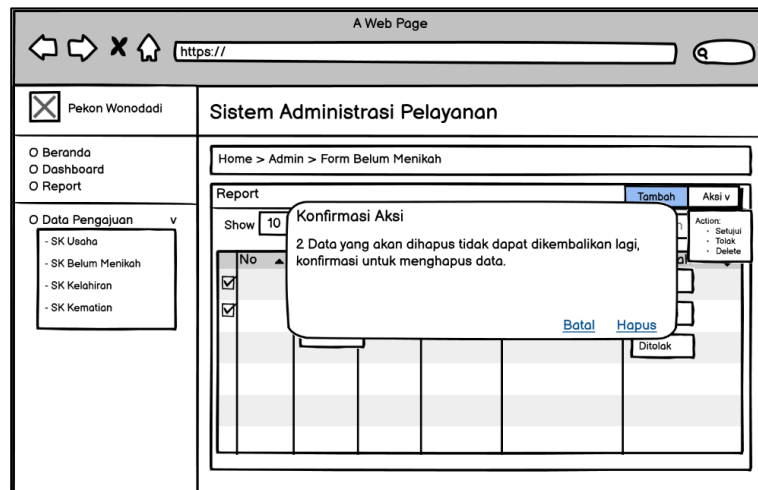 A Web Page
https://
Pekon Wonodadi
Sistem Administrasi Pelayanan
O Beranda
O Dashboard
O Report
Home > Admin > Form Belum Menikah
Report
Tambah
Aksi v
O Data Pengajuan v
- SK Usaha
- SK Belum Menikah
- SK Kelahiran
- SK Kematian
Show 10
Action:
· Setujui
· Tolak
· Delete
No
Konfirmasi Aksi
2 Data yang akan dihapus tidak dapat dikembalikan lagi,
konfirmasi untuk menghapus data.
Batal Hapus
Ditolak